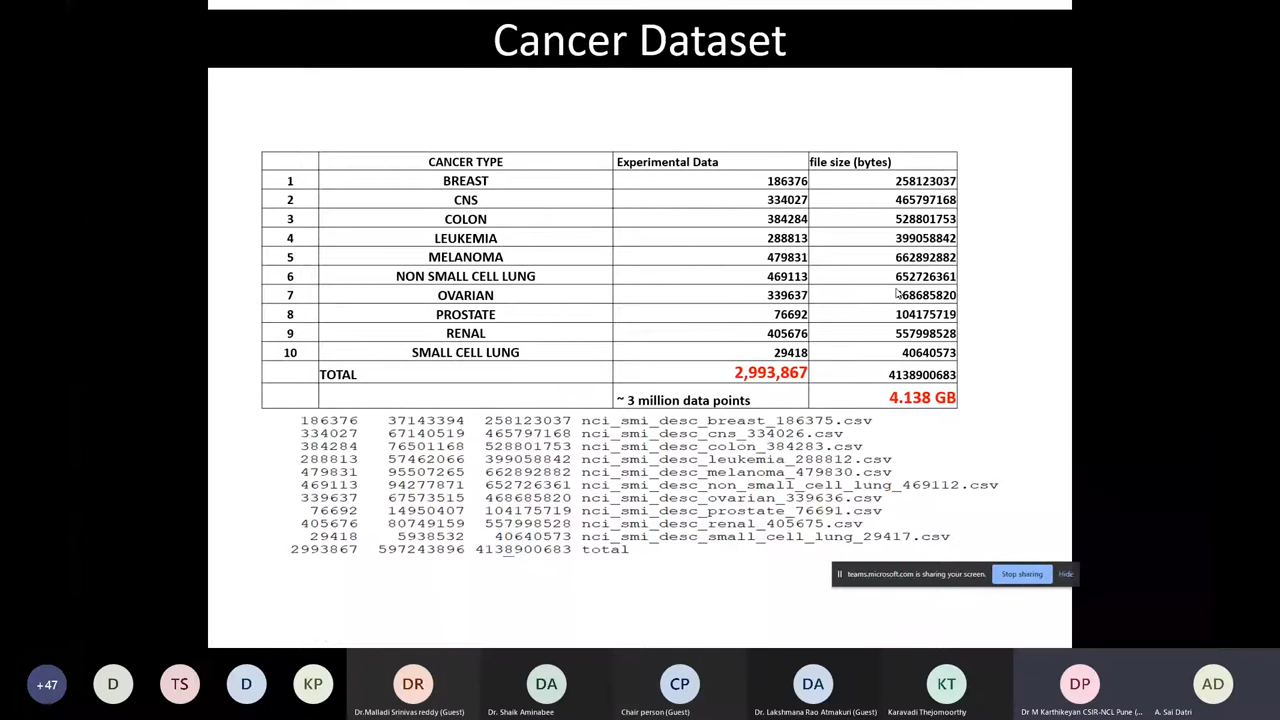 Cancer Dataset
CANCER TYPE Experimental Data file size (bytes)
1 BREAST 186376 258123037
2 CNS 334027 465797168
3 COLON 384284 528801753
4 LEUKEMIA 288813 399058842
5 MELANOMA 479831 662892882
6 NON SMALL CELL LUNG 469113 652726361
7 OVARIAN 339637 468685820
8 PROSTATE 76692 104175719
9 RENAL 405676 557998528
10 SMALL CELL LUNG 29418 40640573
TOTAL 2,993,867 4138900683
~ 3 million data points 4.138 GB
186376 37143394 258123037 nci_smi_desc_breast_186375.csv
334027 67140519 465797168 nci_smi_desc_cns_334026.csv
384284 76501168 528801753 nci_smi_desc_colon_384283.csv
288813 57462066 399058842 nci_smi_desc_leukemia_288812.csv
479831 95507265 662892882 nci_smi_desc_melanoma_479830.csv
469113 94277871 652726361 nci_smi_desc_non_small_cell_lung_469112.csv
339637 67573515 468685820 nci_smi_desc_ovarian_339636.csv
76692 14950407 104175719 nci_smi_desc_prostate_76691.csv
405676 80749159 557998528 nci_smi_desc_renal_405675.csv
29418 5938532 40640573 nci_smi_desc_small_cell_lung_29417.csv
2993867 597243896 4138900683 total
teams.microsoft.com is sharing your screen. Stop sharing Hide
+47 D TS D KP DR DA CP DA KT DP AD
Dr.Malladi Srinivas reddy (Guest) Dr. Shaik Aminabee Chair person (Guest) Dr. Lakshmana Rao Atmakuri (Guest) Karavadi Thejomoorthy Dr M Karthikeyan CSIR-NCL Pune (... A. Sai Datri